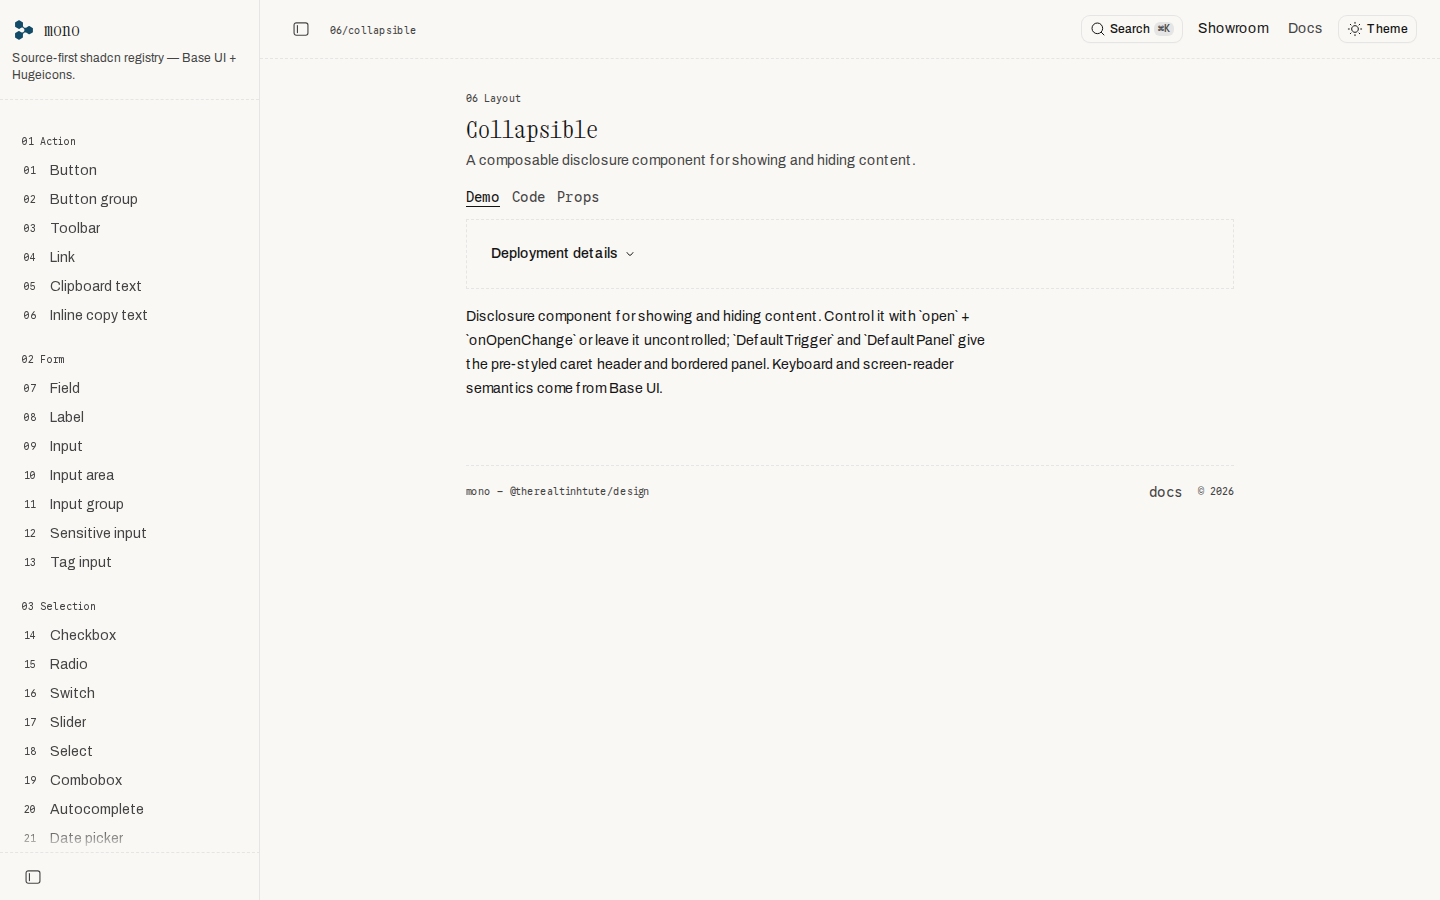 mono
Source-first shadcn registry — Base UI +
Hugeicons.
01 Action
01 Button
02 Button group
03 Toolbar
04 Link
05 Clipboard text
06 Inline copy text
02 Form
07 Field
08 Label
09 Input
10 Input area
11 Input group
12 Sensitive input
13 Tag input
03 Selection
14 Checkbox
15 Radio
16 Switch
17 Slider
18 Select
19 Combobox
20 Autocomplete
21 Date picker
06/collapsible
Search ⌘K
Showroom
Docs
Theme
06 Layout
Collapsible
A composable disclosure component for showing and hiding content.
Demo Code Props
Deployment details
Disclosure component for showing and hiding content. Control it with `open` +
`onOpenChange` or leave it uncontrolled; `DefaultTrigger` and `DefaultPanel` give
the pre-styled caret header and bordered panel. Keyboard and screen-reader
semantics come from Base UI.
mono — @therealtinhtute/design
docs © 2026